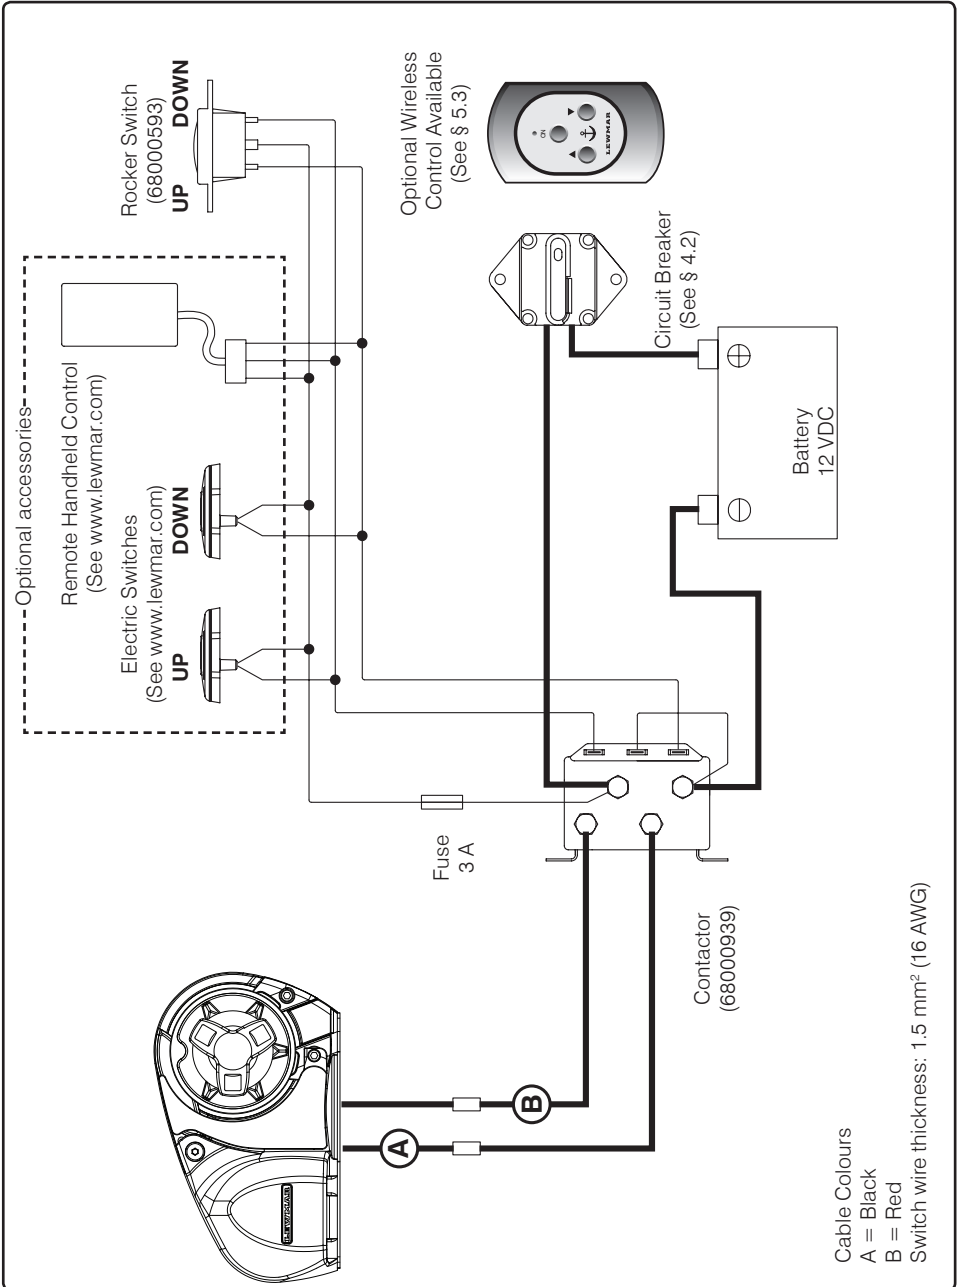 Optional accessories
Remote Handheld Control
(See www.lewmar.com)
Electric Switches
(See www.lewmar.com)
UP
DOWN
Rocker Switch
(68000593)
UP
DOWN
Optional Wireless
Control Available
(See § 5.3)
ON
LEWMAR
Circuit Breaker
(See § 4.2)
Battery
12 VDC
Fuse
3 A
Contactor
(68000939)
LEWMAR
A
B
Cable Colours
A = Black
B = Red
Switch wire thickness: 1.5 mm² (16 AWG)